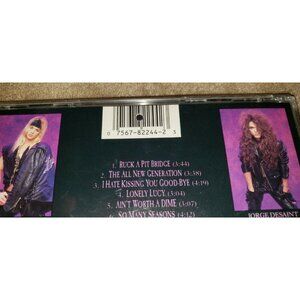 0 7567-82244-2 3
1. RUCK A PIT BRIDGE (3:44)
2. THE ALL NEW GENERATION (3:38)
3. I HATE KISSING YOU GOOD-BYE (4:19)
4. LONELY LUCY (3:04)
5. AIN'T WORTH A DIME (3:07)
6. SO MANY SEASONS (4:12)
JORGE DESAINT